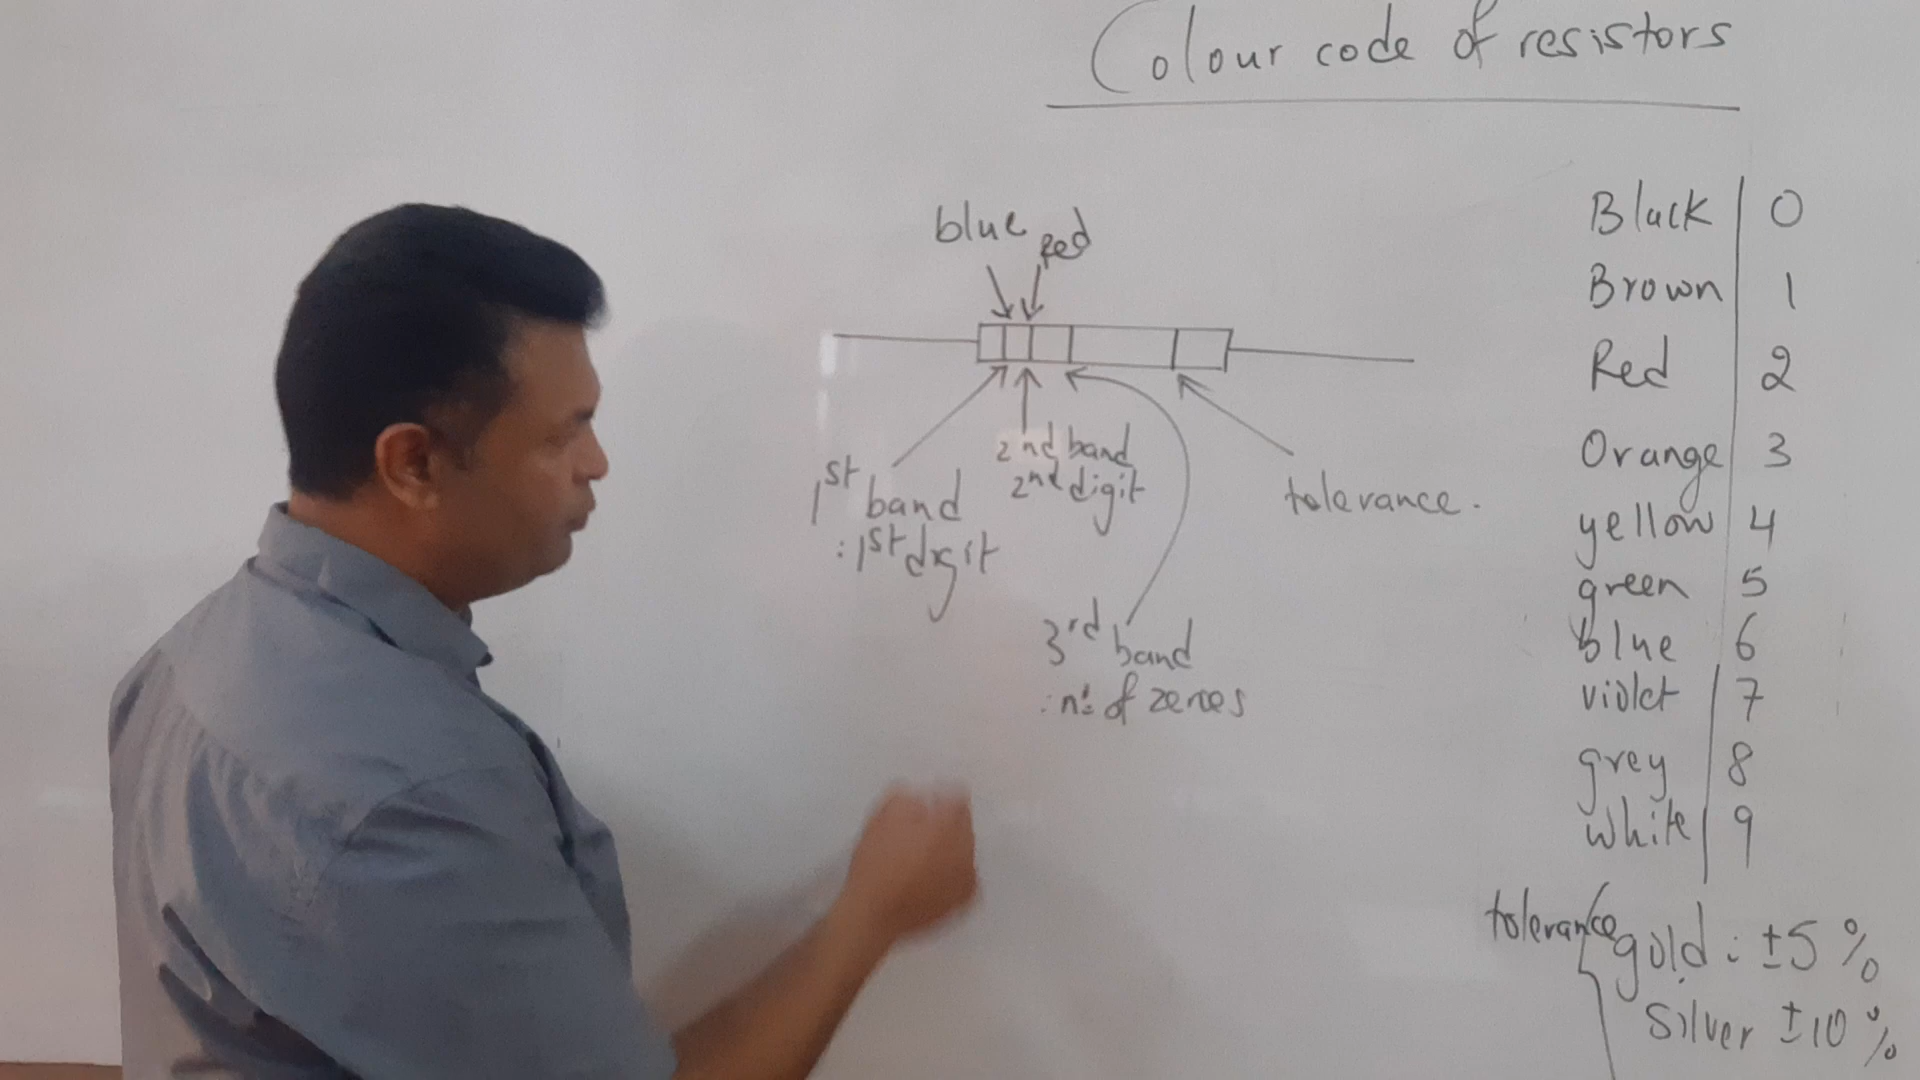 Colour code of resistors
blue
Red
1st band
: 1st digit
2nd band
2nd digit
3rd band
: nº of zeroes
tolerance.
Black | 0
Brown | 1
Red | 2
Orange | 3
yellow | 4
green | 5
blue | 6
violet | 7
grey | 8
white | 9
tolerance
gold : ±5 %
silver ±10 %